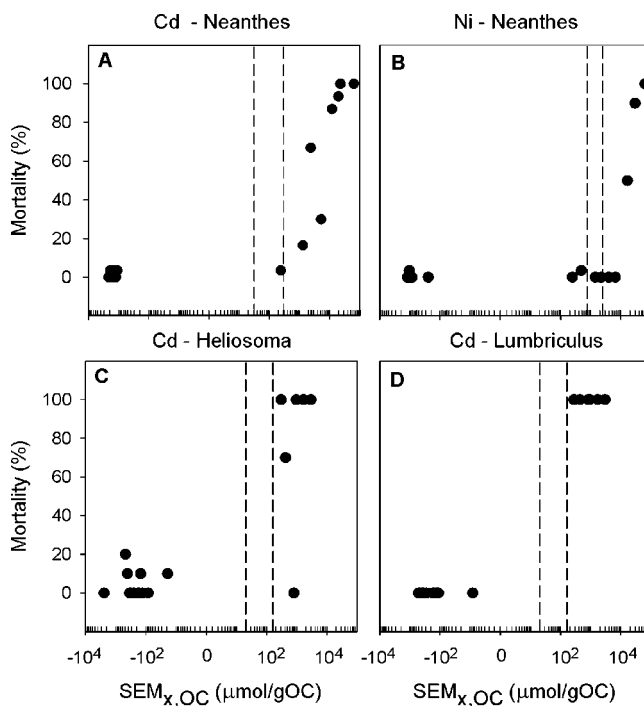 Cd - Neanthes
Ni - Neanthes
A
B
Mortality (%)
100
80
60
40
20
0
Cd - Heliosoma
Cd - Lumbriculus
C
D
Mortality (%)
100
80
60
40
20
0
-10⁴ -10² 0 10² 10⁴
-10⁴ -10² 0 10² 10⁴
SEMx,OC (μmol/gOC)
SEMx,OC (μmol/gOC)